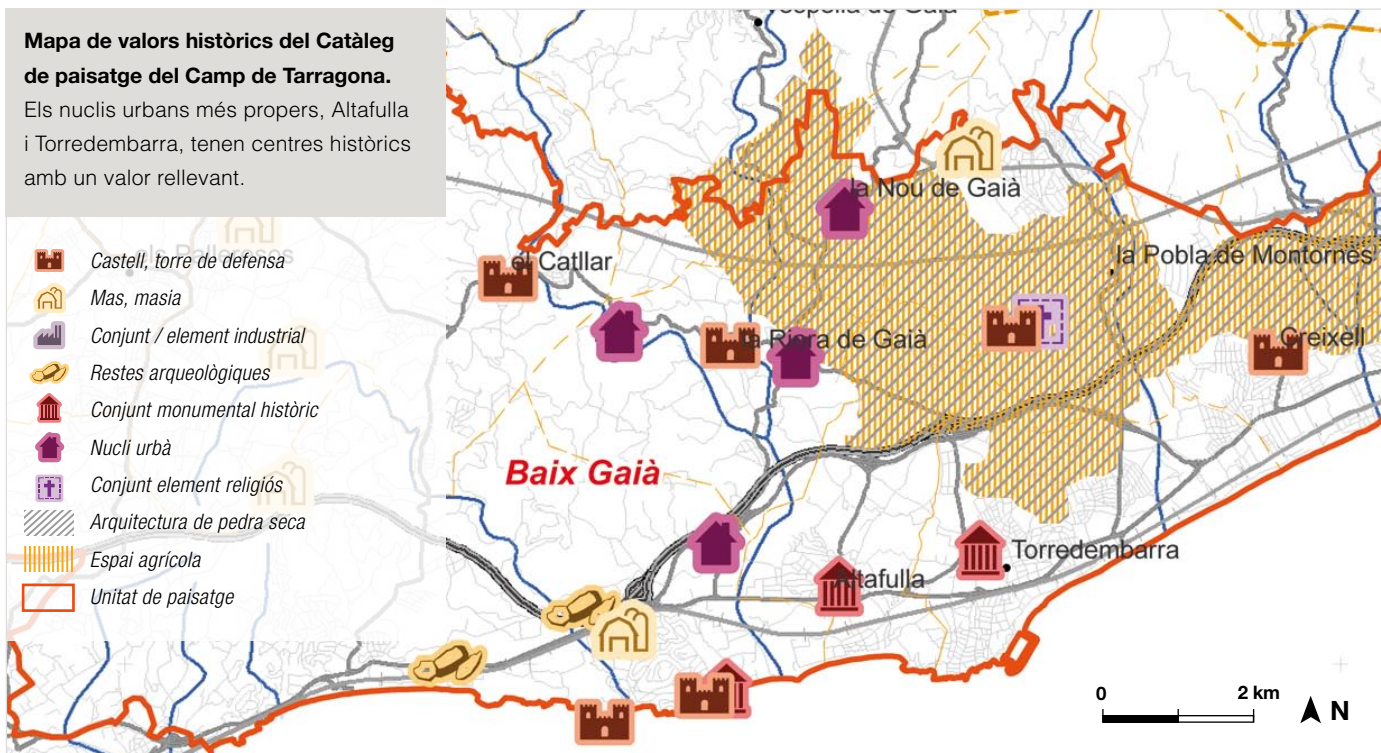 Mapa de valors històrics del Catàleg
de paisatge del Camp de Tarragona.
Els nuclis urbans més propers, Altafulla
i Torredembarra, tenen centres històrics
amb un valor rellevant.
Castell, torre de defensa
Mas, masia
Conjunt / element industrial
Restes arqueològiques
Conjunt monumental històric
Nucli urbà
Conjunt element religiós
Arquitectura de pedra seca
Espai agrícola
Unitat de paisatge
la Nou de Gaià
el Catllar
la Pobla de Montornès
la Riera de Gaià
Creixell
Baix Gaià
Torredembarra
Altafulla
0
2 km
N